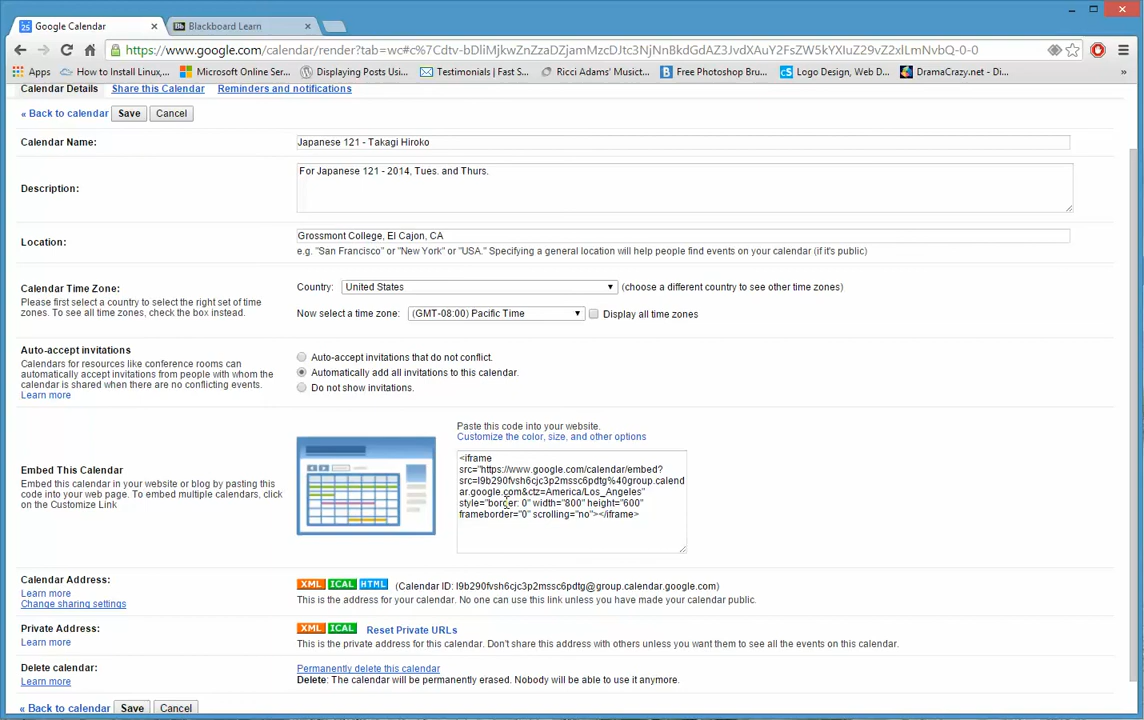 Google Calendar
Blackboard Learn
https://www.google.com/calendar/render?tab=wc#c%7Cdtv-bDliMjkwZnZzaDZjamMzcDJtc3NjNnBkdGdAZ3JvdXAuY2FsZW5kYXIuZ29vZ2xlLmNvbQ-0-0
Apps How to Install Linux,... Microsoft Online Ser... Displaying Posts Usi... Testimonials | Fast S... Ricci Adams' Music t... Free Photoshop Bru... Logo Design, Web D... DramaCrazy.net - Di... »
Calendar Details Share this Calendar Reminders and notifications
« Back to calendar Save Cancel
Calendar Name: Japanese 121 - Takagi Hiroko
Description: For Japanese 121 - 2014, Tues. and Thurs.
Location: Grossmont College, El Cajon, CA
e.g. "San Francisco" or "New York" or "USA." Specifying a general location will help people find events on your calendar (if it's public)
Calendar Time Zone:
Please first select a country to select the right set of time
zones. To see all time zones, check the box instead.
Country: United States (choose a different country to see other time zones)
Now select a time zone: (GMT-08:00) Pacific Time Display all time zones
Auto-accept invitations
Calendars for resources like conference rooms can
automatically accept invitations from people with whom the
calendar is shared when there are no conflicting events.
Learn more
Auto-accept invitations that do not conflict.
Automatically add all invitations to this calendar.
Do not show invitations.
Embed This Calendar
Embed this calendar in your website or blog by pasting this
code into your web page. To embed multiple calendars, click
on the Customize Link
Paste this code into your website.
Customize the color, size, and other options
<iframe
src="https://www.google.com/calendar/embed?
src=l9b290fvsh6cjc3p2mssc6pdtg%40group.calend
ar.google.com&ctz=America/Los_Angeles"
style="border: 0" width="800" height="600"
frameborder="0" scrolling="no"></iframe>
Calendar Address:
Learn more
Change sharing settings
XML ICAL HTML (Calendar ID: l9b290fvsh6cjc3p2mssc6pdtg@group.calendar.google.com)
This is the address for your calendar. No one can use this link unless you have made your calendar public.
Private Address:
Learn more
XML ICAL Reset Private URLs
This is the private address for this calendar. Don't share this address with others unless you want them to see all the events on this calendar.
Delete calendar:
Learn more
Permanently delete this calendar
Delete: The calendar will be permanently erased. Nobody will be able to use it anymore.
« Back to calendar Save Cancel